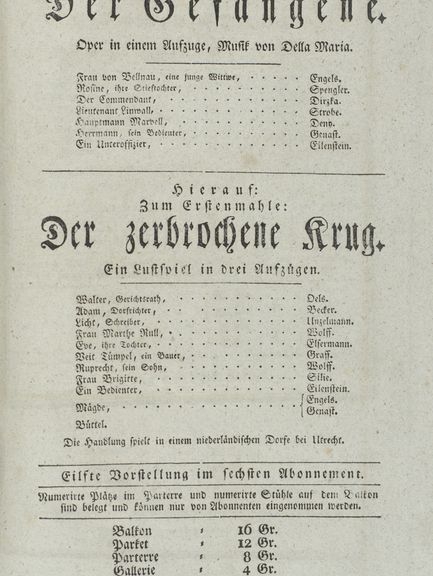 Der Gefangene.
Oper in einem Aufzuge, Musik von Della Maria.
Frau von Bellnau, eine junge Wittwe, Engels.
Rosine, ihre Stieftochter, Spengler.
Der Commendant, Dirzka.
Lieutenant Linvall, Strobe.
Hauptmann Marvell, Deny.
Herrmann, sein Bedienter, Genast.
Ein Unteroffizier, Eilenstein.
Hierauf:
Zum Erstenmahle:
Der zerbrochene Krug.
Ein Lustspiel in drei Aufzügen.
Walter, Gerichtsrath, Oels.
Adam, Dorfrichter, Becker.
Licht, Schreiber, Unzelmann.
Frau Marthe Rull, Wolff.
Eve, ihre Tochter, Elsermann.
Veit Tümpel, ein Bauer, Graff.
Ruprecht, sein Sohn, Wolff.
Frau Brigitte, Silie.
Ein Bedienter, Eilenstein.
Mägde, Engels.
Genast.
Büttel.
Die Handlung spielt in einem niederländischen Dorfe bei Utrecht.
Eilfte Vorstellung im sechsten Abonnement.
Numerirte Plätze im Parterre und numerirte Stühle auf dem Balkon
sind belegt und können nur von Abonnenten eingenommen werden.
Balkon = 16 Gr.
Parket = 12 Gr.
Parterre = 8 Gr.
Gallerie = 4 Gr.